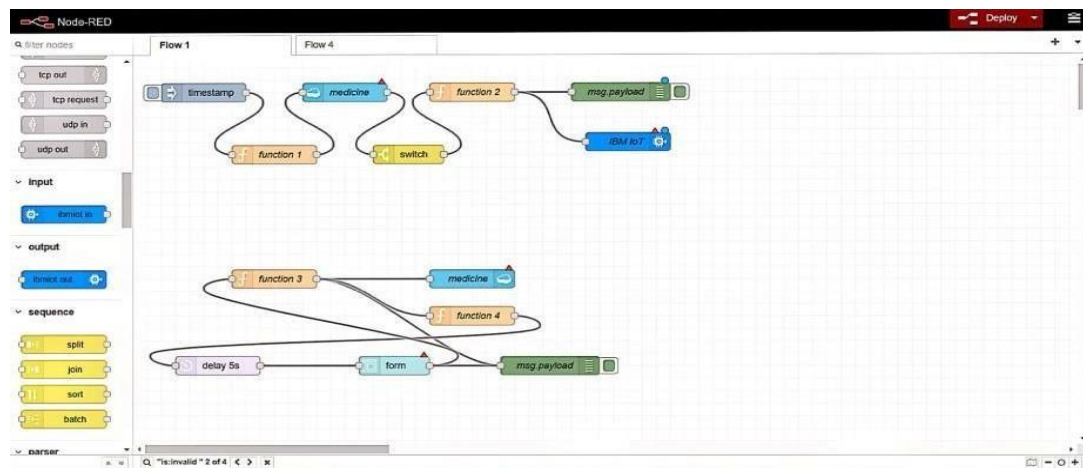 Node-RED
Deploy
filter nodes
Flow 1
Flow 4
tcp out
tcp request
udp in
udp out
input
ibmiot in
output
ibmiot out
sequence
split
join
sort
batch
parser
timestamp
medicine
function 2
msg.payload
function 1
switch
IBM IoT
function 3
medicine
function 4
delay 5s
form
msg.payload
"is:invalid " 2 of 4